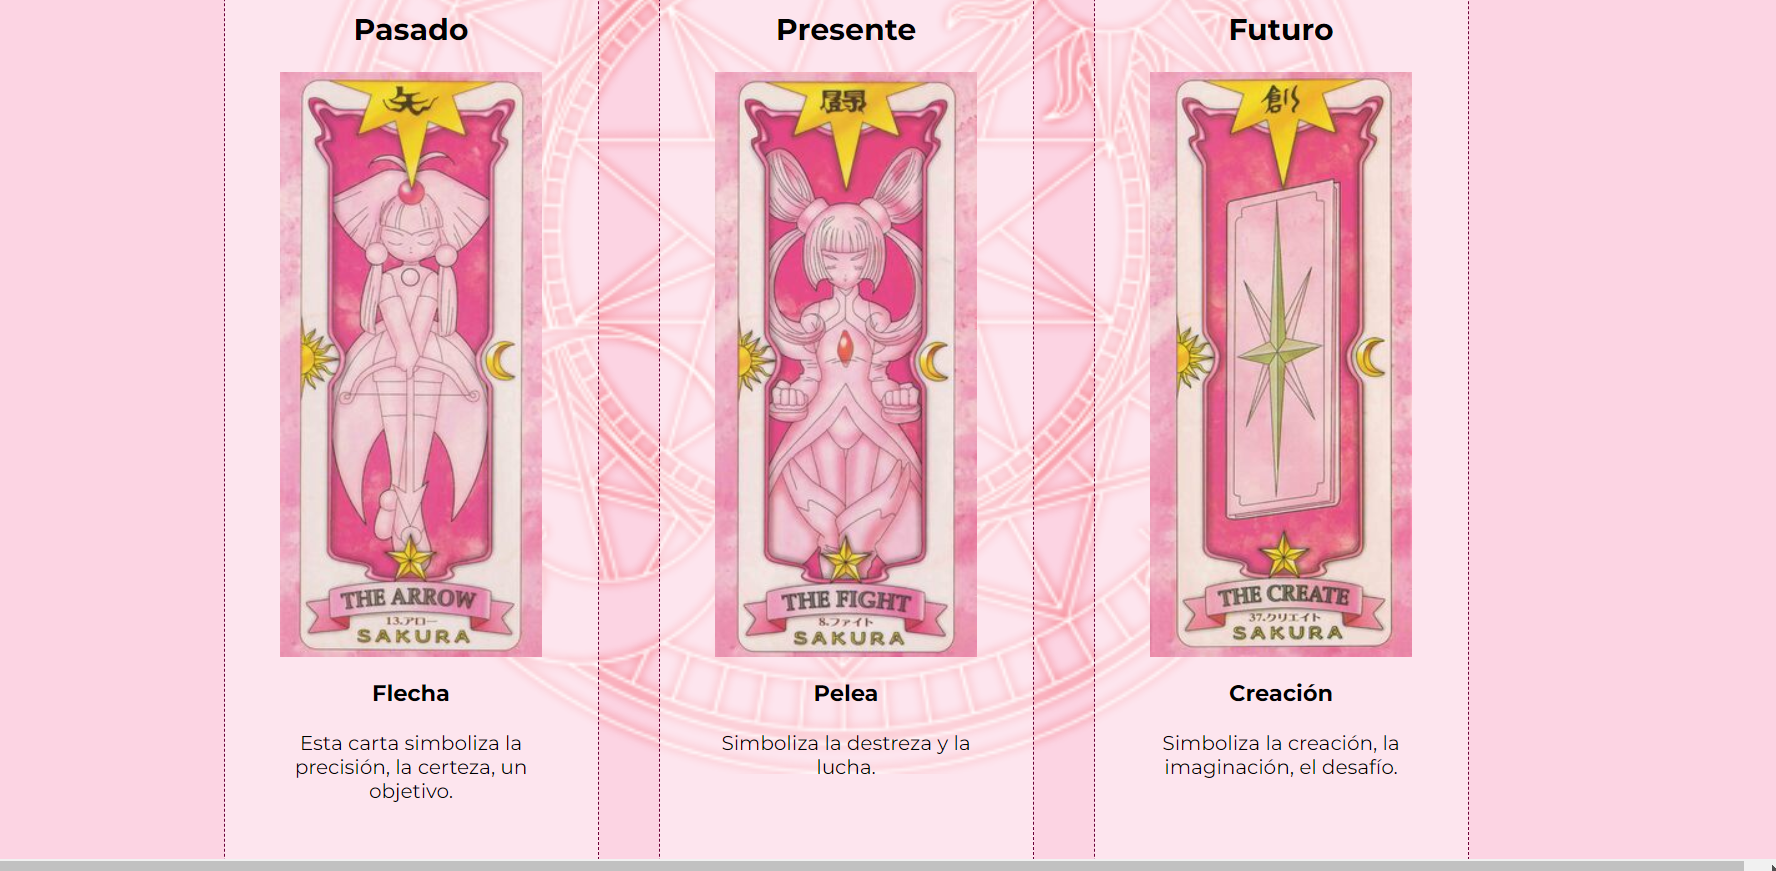 Pasado
矢
THE ARROW
13.アロー
SAKURA
Flecha
Esta carta simboliza la
precisión, la certeza, un
objetivo.
Presente
闘
THE FIGHT
8.ファイト
SAKURA
Pelea
Simboliza la destreza y la
lucha.
Futuro
創
THE CREATE
37.クリエイト
SAKURA
Creación
Simboliza la creación, la
imaginación, el desafío.